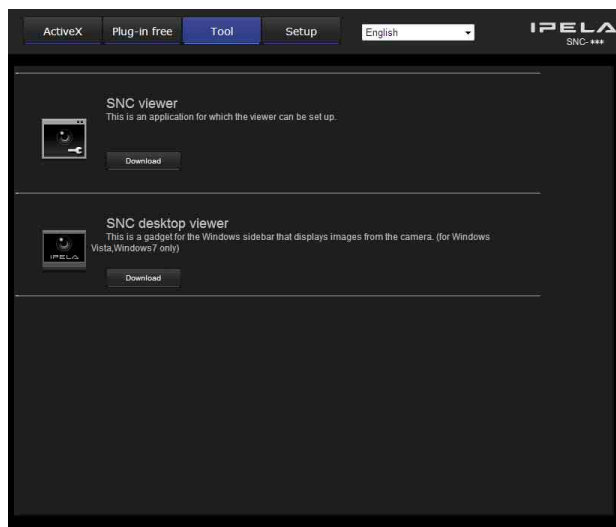 ActiveX Plug-in free Tool Setup English IPELA
SNC-***
SNC viewer
This is an application for which the viewer can be set up.
Download
SNC desktop viewer
This is a gadget for the Windows sidebar that displays images from the camera. (for Windows
Vista,Windows7 only)
IPELA
Download